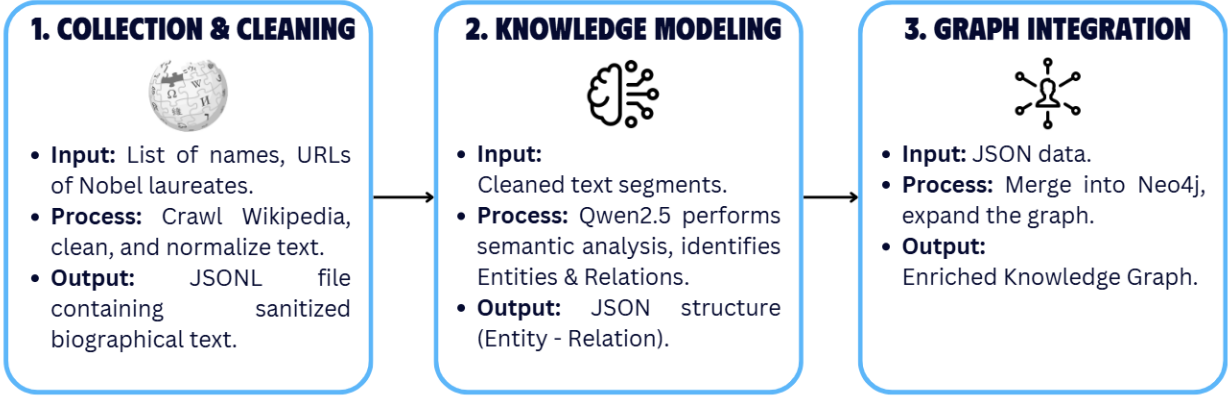 1. COLLECTION & CLEANING
• Input: List of names, URLs
of Nobel laureates.
• Process: Crawl Wikipedia,
clean, and normalize text.
• Output: JSONL file
containing sanitized
biographical text.
2. KNOWLEDGE MODELING
• Input:
Cleaned text segments.
• Process: Qwen2.5 performs
semantic analysis, identifies
Entities & Relations.
• Output: JSON structure
(Entity - Relation).
3. GRAPH INTEGRATION
• Input: JSON data.
• Process: Merge into Neo4j,
expand the graph.
• Output:
Enriched Knowledge Graph.